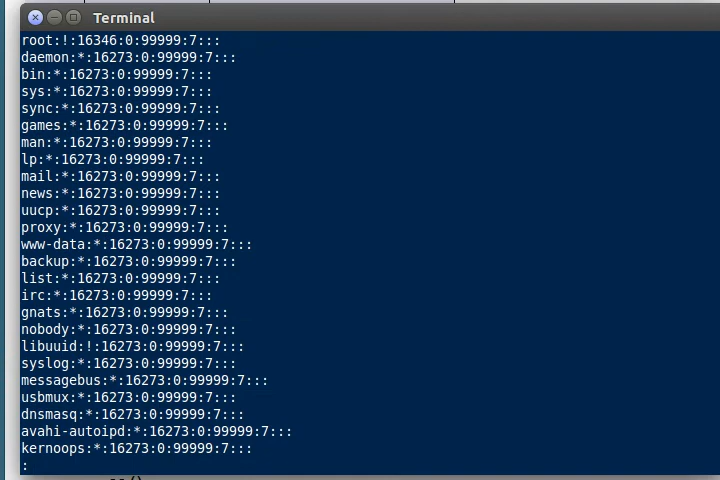 Terminal
root:!:16346:0:99999:7:::
daemon:*:16273:0:99999:7:::
bin:*:16273:0:99999:7:::
sys:*:16273:0:99999:7:::
sync:*:16273:0:99999:7:::
games:*:16273:0:99999:7:::
man:*:16273:0:99999:7:::
lp:*:16273:0:99999:7:::
mail:*:16273:0:99999:7:::
news:*:16273:0:99999:7:::
uucp:*:16273:0:99999:7:::
proxy:*:16273:0:99999:7:::
www-data:*:16273:0:99999:7:::
backup:*:16273:0:99999:7:::
list:*:16273:0:99999:7:::
irc:*:16273:0:99999:7:::
gnats:*:16273:0:99999:7:::
nobody:*:16273:0:99999:7:::
libuuid:!:16273:0:99999:7:::
syslog:*:16273:0:99999:7:::
messagebus:*:16273:0:99999:7:::
usbmux:*:16273:0:99999:7:::
dnsmasq:*:16273:0:99999:7:::
avahi-autoipd:*:16273:0:99999:7:::
kernoops:*:16273:0:99999:7:::
: